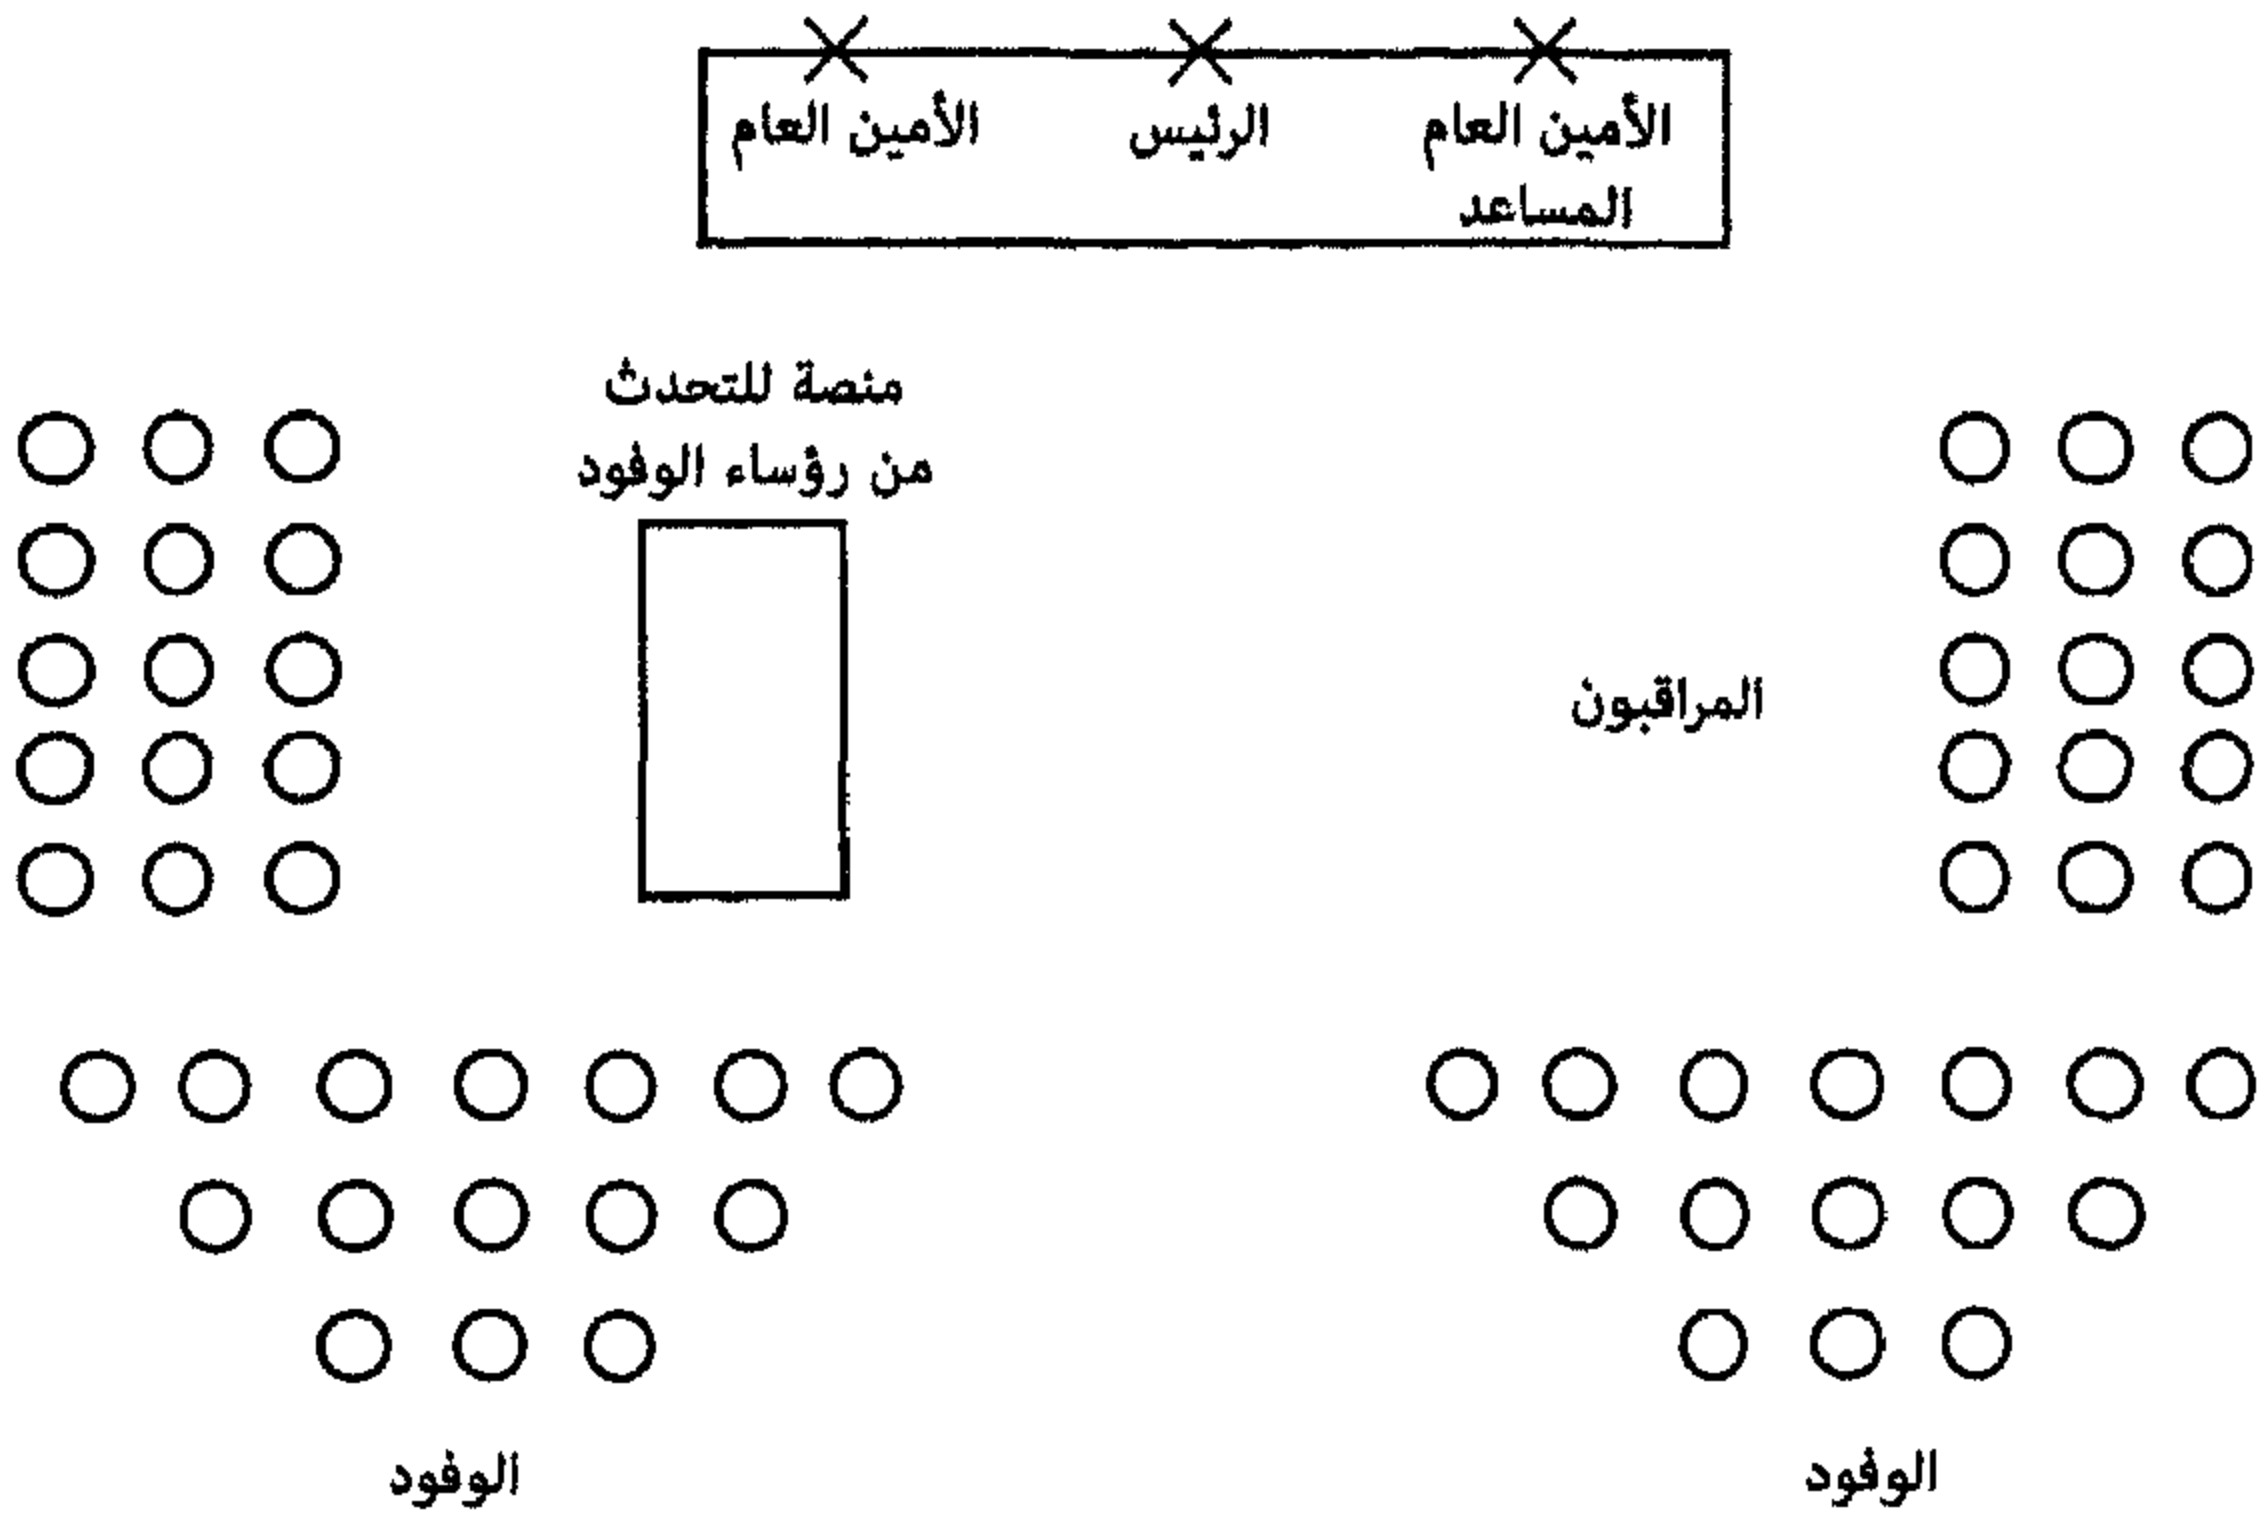 الأمين العام
المساعد
الرئيس
الأمين العام
منصة للتحدث
من رؤساء الوفود
المراقبون
الوفود
الوفود